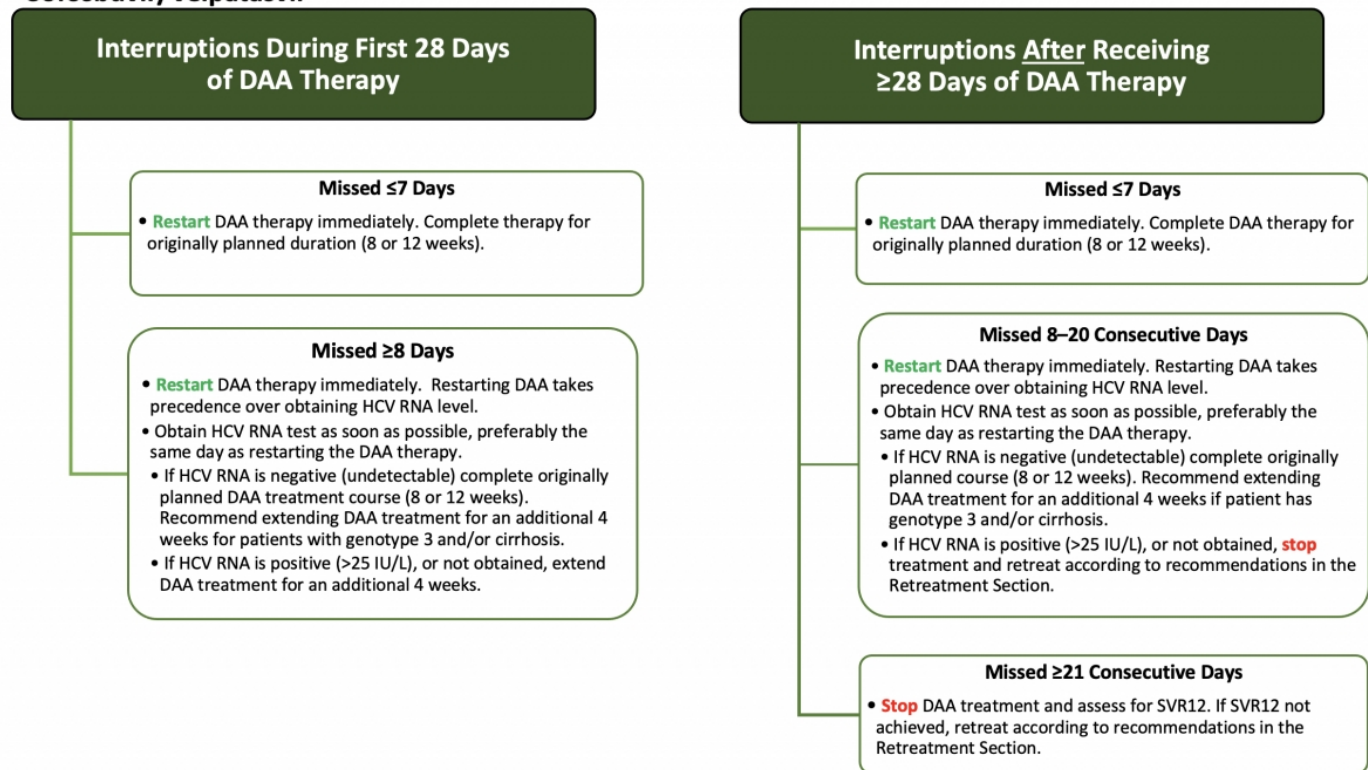 Interruptions During First 28 Days
of DAA Therapy
Missed ≤7 Days
• Restart DAA therapy immediately. Complete therapy for
originally planned duration (8 or 12 weeks).
Missed ≥8 Days
• Restart DAA therapy immediately. Restarting DAA takes
precedence over obtaining HCV RNA level.
• Obtain HCV RNA test as soon as possible, preferably the
same day as restarting the DAA therapy.
• If HCV RNA is negative (undetectable) complete originally
planned DAA treatment course (8 or 12 weeks).
Recommend extending DAA treatment for an additional 4
weeks for patients with genotype 3 and/or cirrhosis.
• If HCV RNA is positive (>25 IU/L), or not obtained, extend
DAA treatment for an additional 4 weeks.
Interruptions After Receiving
≥28 Days of DAA Therapy
Missed ≤7 Days
• Restart DAA therapy immediately. Complete DAA therapy for
originally planned duration (8 or 12 weeks).
Missed 8–20 Consecutive Days
• Restart DAA therapy immediately. Restarting DAA takes
precedence over obtaining HCV RNA level.
• Obtain HCV RNA test as soon as possible, preferably the
same day as restarting the DAA therapy.
• If HCV RNA is negative (undetectable) complete originally
planned course (8 or 12 weeks). Recommend extending
DAA treatment for an additional 4 weeks if patient has
genotype 3 and/or cirrhosis.
• If HCV RNA is positive (>25 IU/L), or not obtained, stop
treatment and retreat according to recommendations in the
Retreatment Section.
Missed ≥21 Consecutive Days
• Stop DAA treatment and assess for SVR12. If SVR12 not
achieved, retreat according to recommendations in the
Retreatment Section.